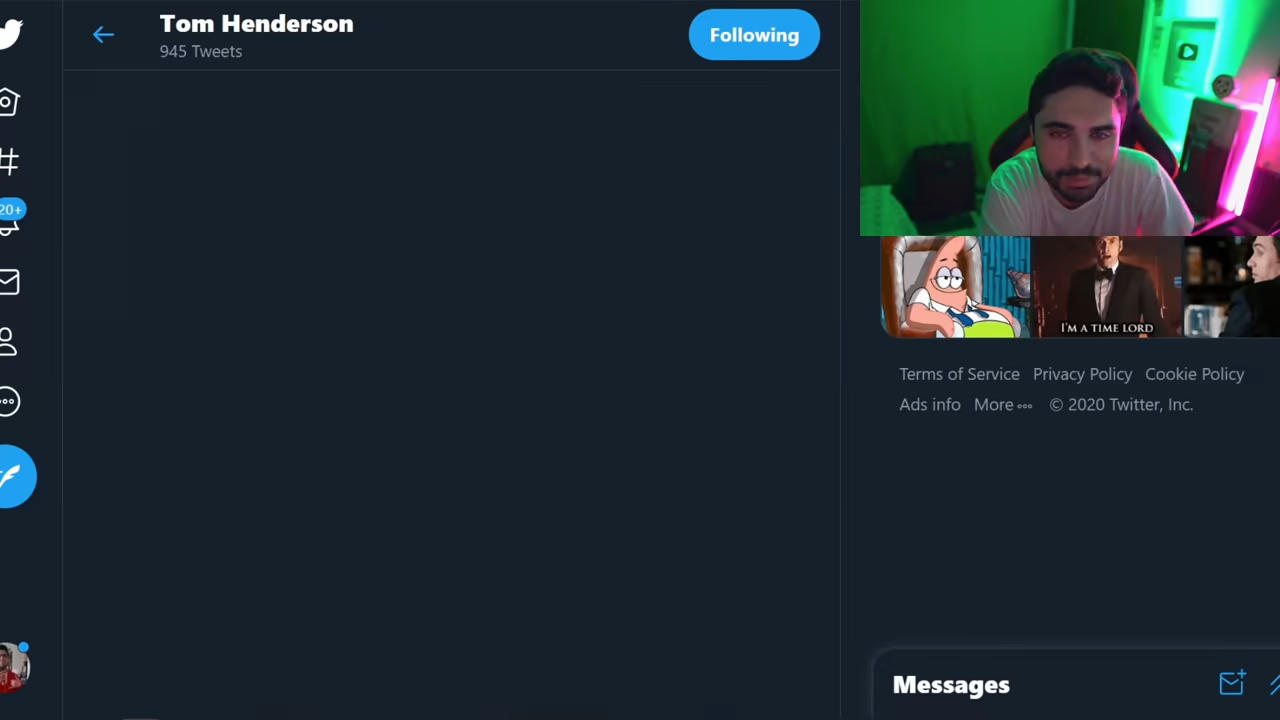 Tom Henderson
945 Tweets
Following
20+
I'M A TIME LORD
Terms of Service Privacy Policy Cookie Policy
Ads info More ••• © 2020 Twitter, Inc.
Messages